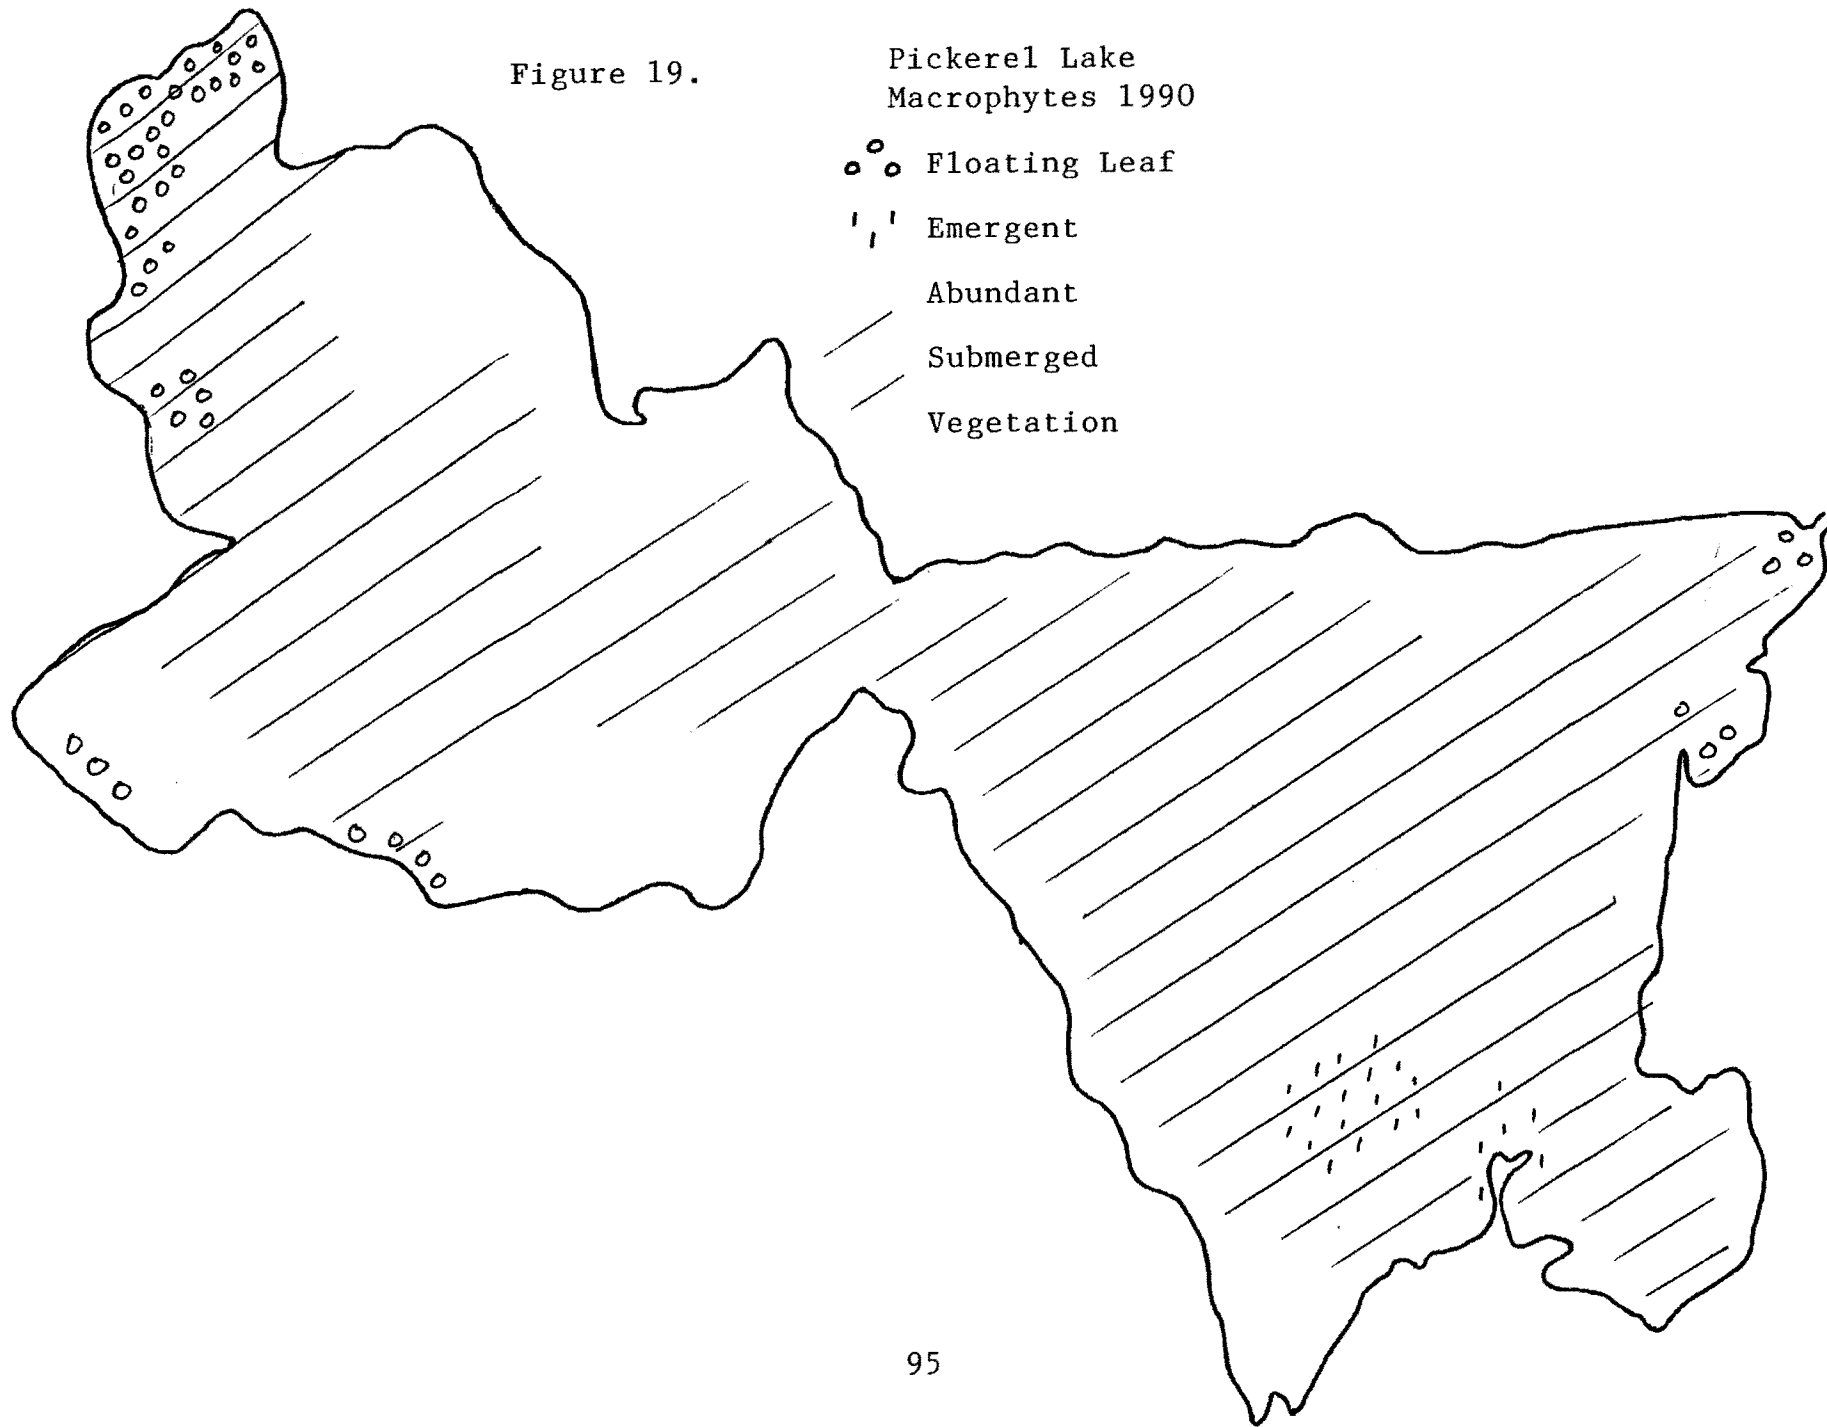 Figure 19.
Pickerel Lake
Macrophytes 1990
Floating Leaf
Emergent
Abundant
Submerged
Vegetation
95